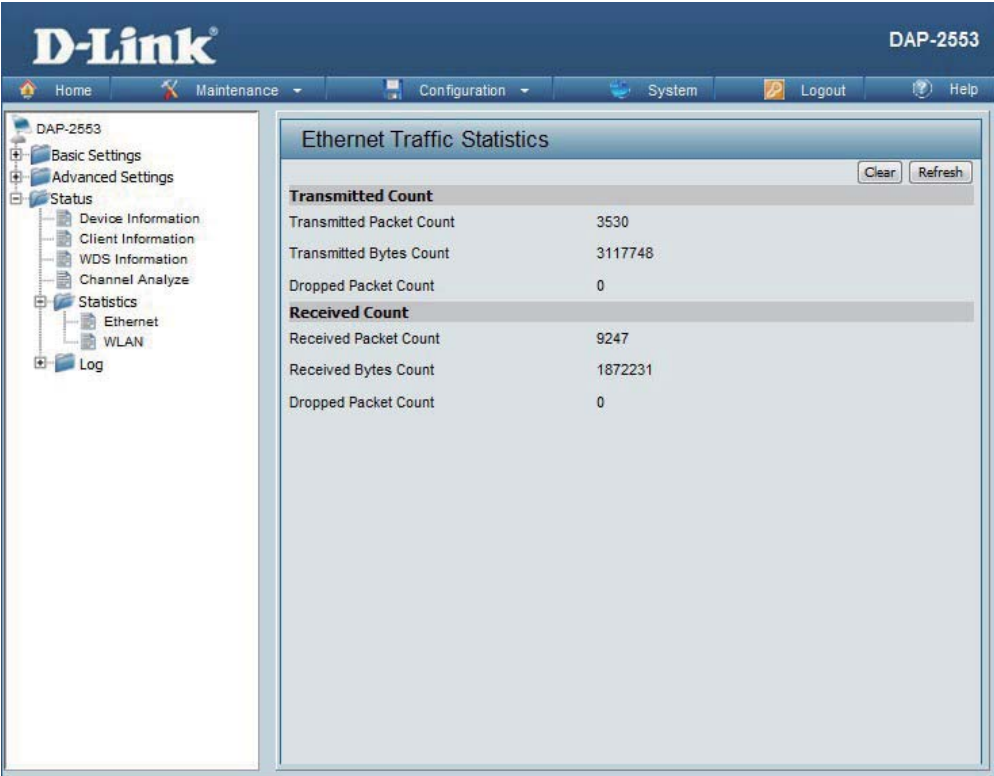 D-Link®
DAP-2553
Home Maintenance Configuration System Logout Help
DAP-2553
Basic Settings
Advanced Settings
Status
Device Information
Client Information
WDS Information
Channel Analyze
Statistics
Ethernet
WLAN
Log
Ethernet Traffic Statistics
Clear Refresh
Transmitted Count
Transmitted Packet Count 3530
Transmitted Bytes Count 3117748
Dropped Packet Count 0
Received Count
Received Packet Count 9247
Received Bytes Count 1872231
Dropped Packet Count 0